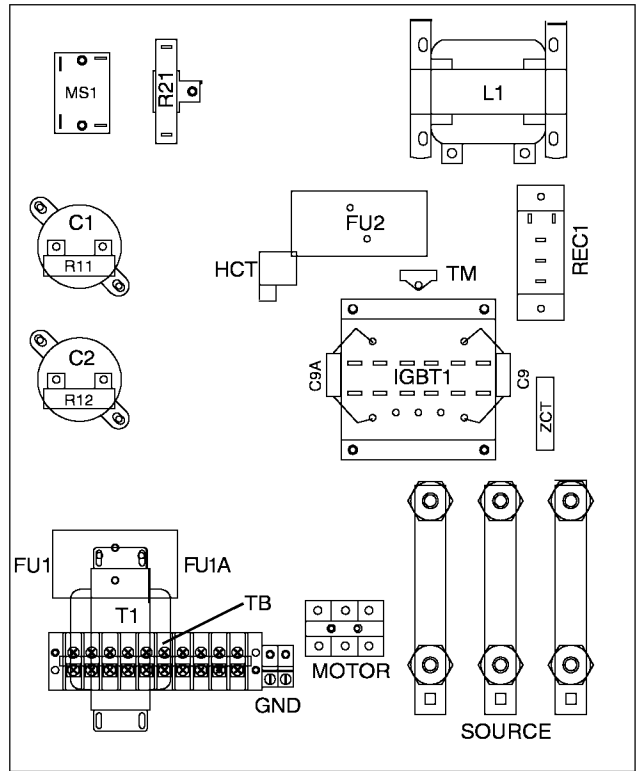 MS1
R21
L1
C1
R11
FU2
HCT
TM
REC1
C2
R12
C9A
IGBT1
C9
ZCT
FU1
FU1A
T1
TB
MOTOR
GND
SOURCE